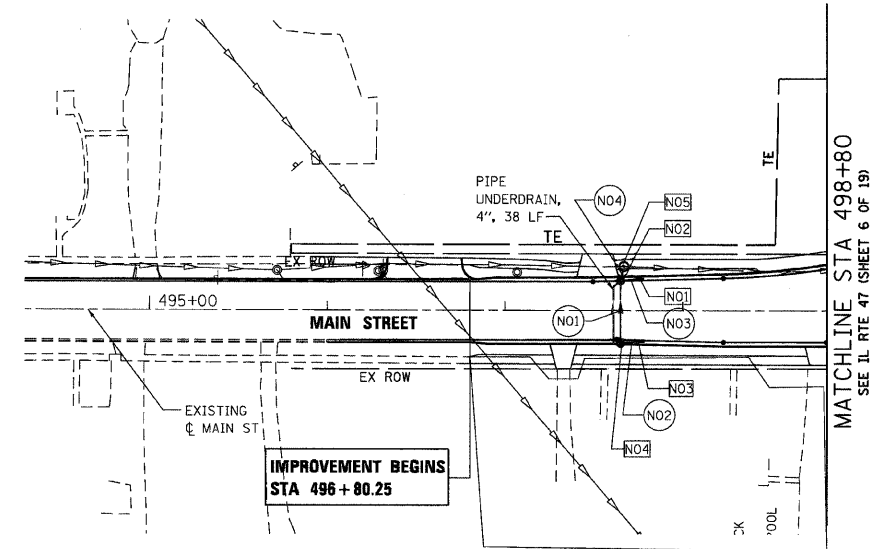 PIPE
UNDERDRAIN,
4", 38 LF
N04
N05
N02
TE
TE
EX ROW
N01
N03
N01
495+00
MAIN STREET
EX ROW
N03
N02
N04
EXISTING
℄ MAIN ST
IMPROVEMENT BEGINS
STA 496+80.25
CK
POOL
MATCHLINE STA 498+80
SEE IL RTE 47 (SHEET 6 OF 19)